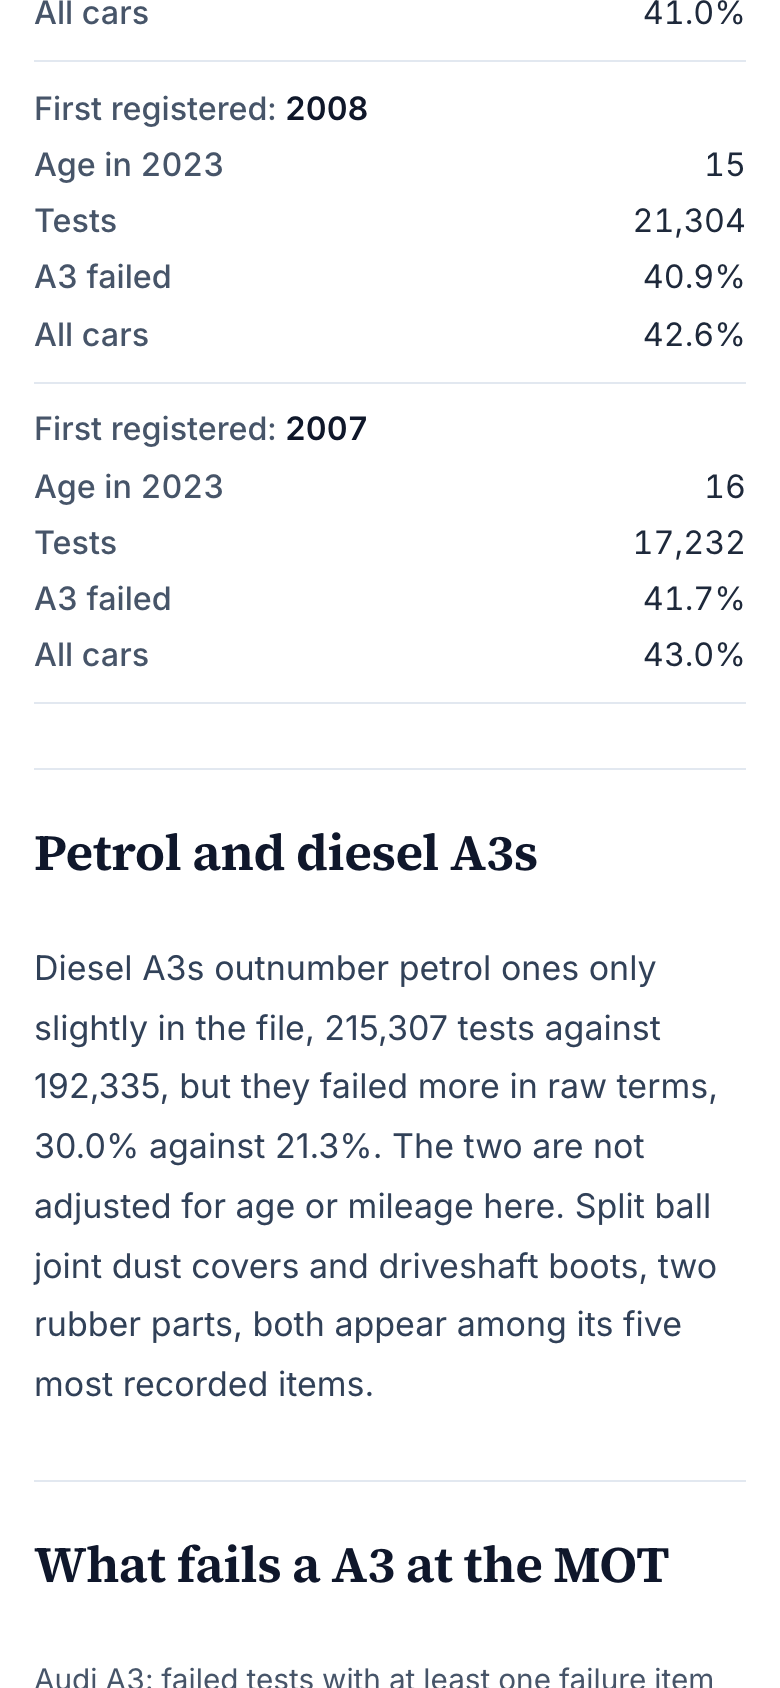 All cars 41.0%
First registered: 2008
Age in 2023 15
Tests 21,304
A3 failed 40.9%
All cars 42.6%
First registered: 2007
Age in 2023 16
Tests 17,232
A3 failed 41.7%
All cars 43.0%
Petrol and diesel A3s
Diesel A3s outnumber petrol ones only
slightly in the file, 215,307 tests against
192,335, but they failed more in raw terms,
30.0% against 21.3%. The two are not
adjusted for age or mileage here. Split ball
joint dust covers and driveshaft boots, two
rubber parts, both appear among its five
most recorded items.
What fails a A3 at the MOT
Audi A3: failed tests with at least one failure item